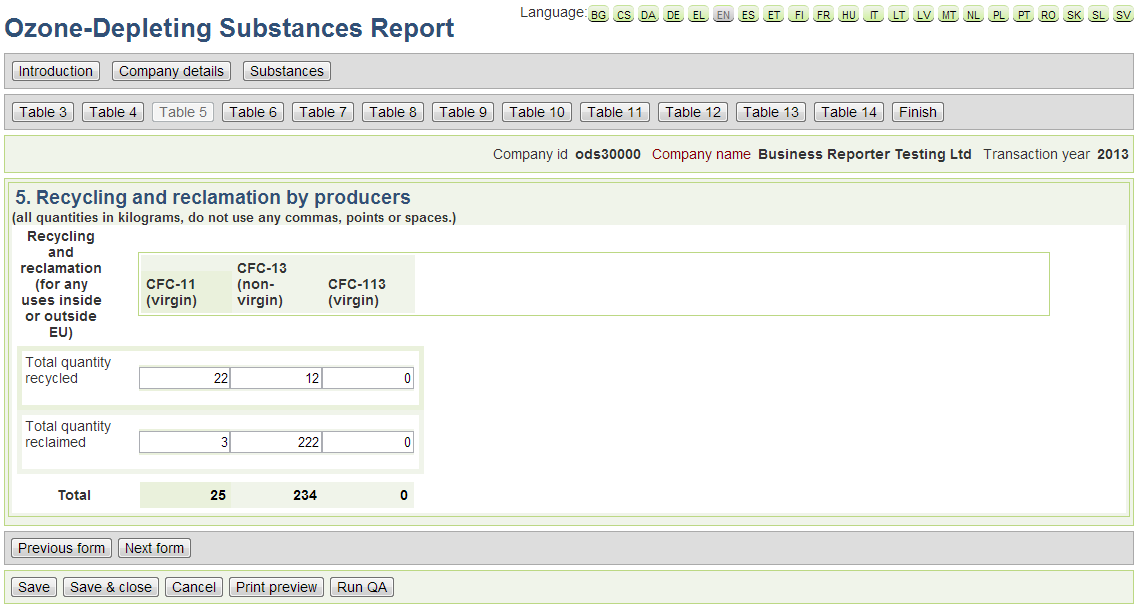 Language: BG CS DA DE EL EN ES ET FI FR HU IT LT LV MT NL PL PT RO SK SL SV
Ozone-Depleting Substances Report
Introduction Company details Substances
Table 3 Table 4 Table 5 Table 6 Table 7 Table 8 Table 9 Table 10 Table 11 Table 12 Table 13 Table 14 Finish
Company id ods30000 Company name Business Reporter Testing Ltd Transaction year 2013
5. Recycling and reclamation by producers
(all quantities in kilograms, do not use any commas, points or spaces.)
Recycling
and
reclamation
(for any
uses inside
or outside
EU)
CFC-11
(virgin)
CFC-13
(non-
virgin)
CFC-113
(virgin)
Total quantity
recycled
22 12 0
Total quantity
reclaimed
3 222 0
Total 25 234 0
Previous form Next form
Save Save & close Cancel Print preview Run QA